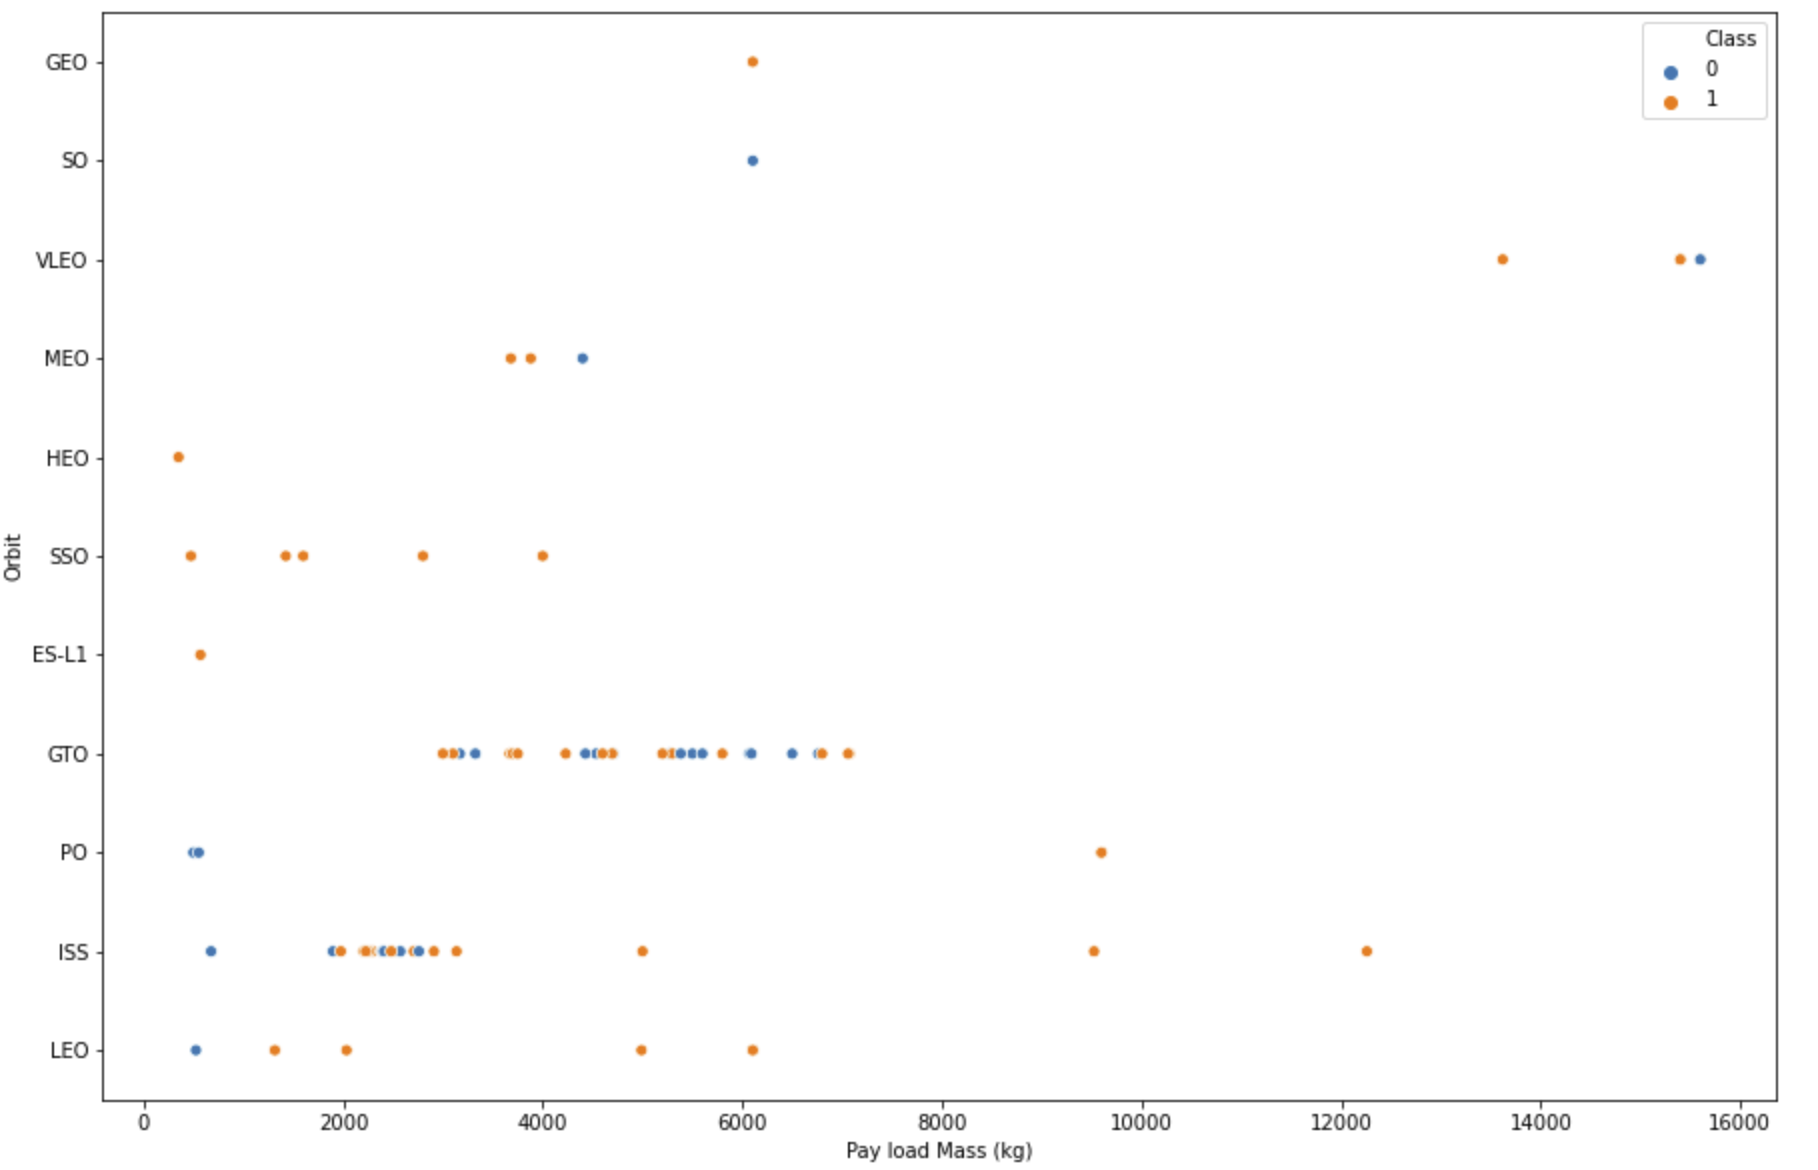 Class
0
1
GEO
SO
VLEO
MEO
HEO
SSO
ES-L1
GTO
PO
ISS
LEO
Orbit
0 2000 4000 6000 8000 10000 12000 14000 16000
Pay load Mass (kg)